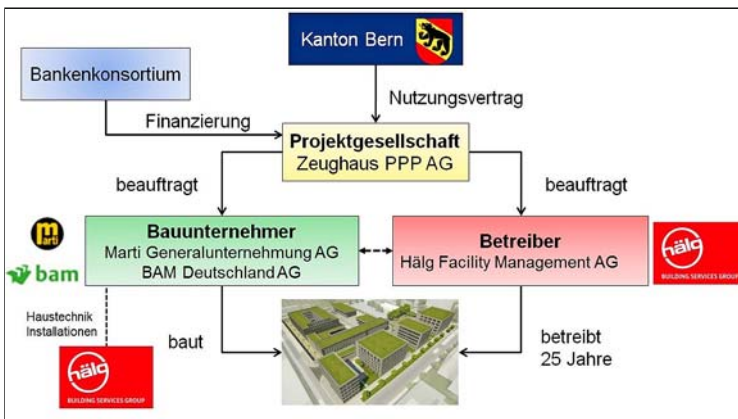 Kanton Bern
Bankenkonsortium
Nutzungsvertrag
Finanzierung
Projektgesellschaft
Zeughaus PPP AG
beauftragt
beauftragt
marti
bam
Bauunternehmer
Marti Generalunternehmung AG
BAM Deutschland AG
Betreiber
Hälg Facility Management AG
hälg
BUILDING SERVICES GROUP
Haustechnik
Installationen
baut
betreibt
25 Jahre
hälg
BUILDING SERVICES GROUP